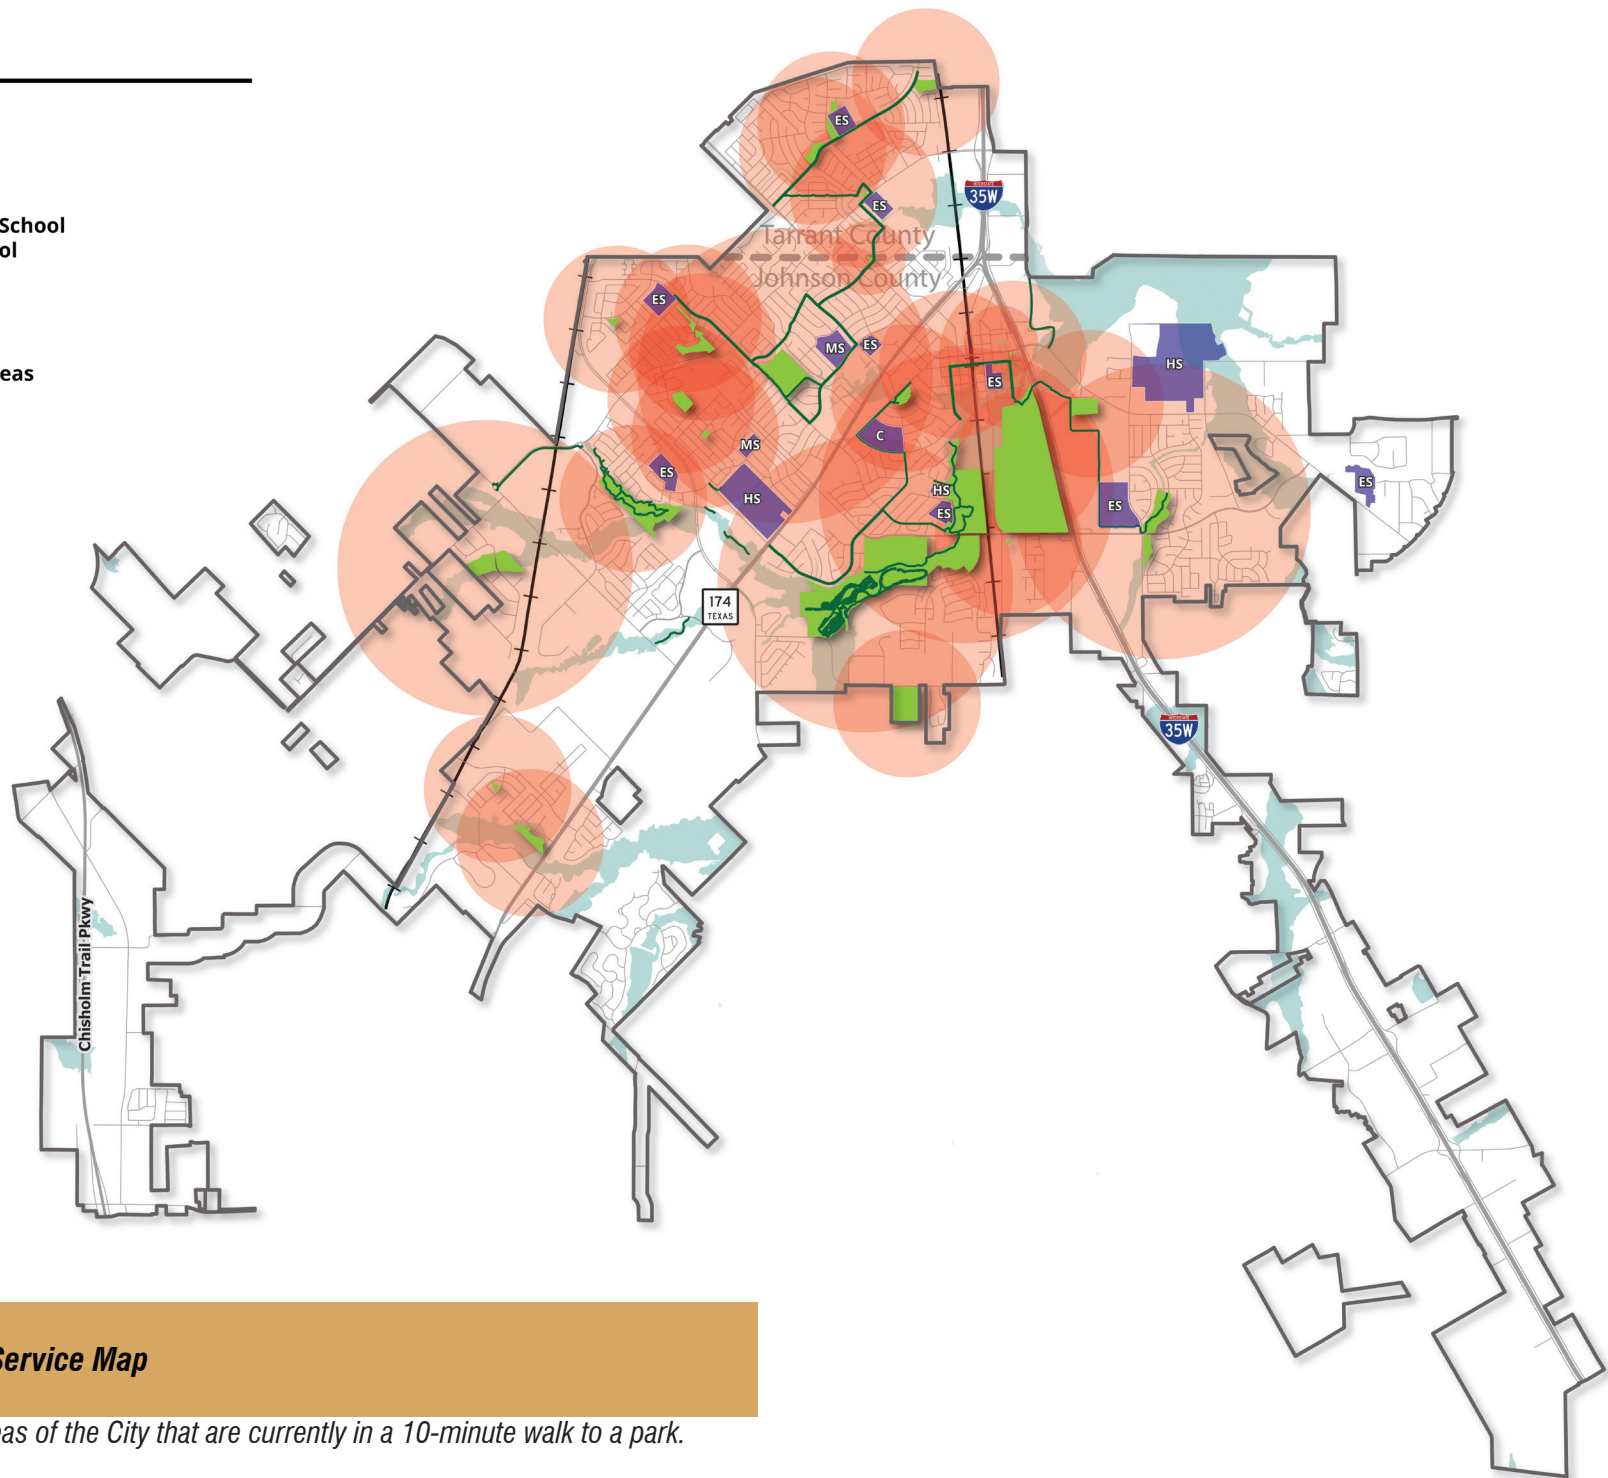 School
ol
eas
ES
INTERSTATE
35W
ES
Tarrant County
Johnson County
ES
MS
ES
HS
ES
C
MS
ES
HS
HS
ES
ES
ES
174
TEXAS
INTERSTATE
35W
Chisholm Trail Pkwy
Service Map
as of the City that are currently in a 10-minute walk to a park.